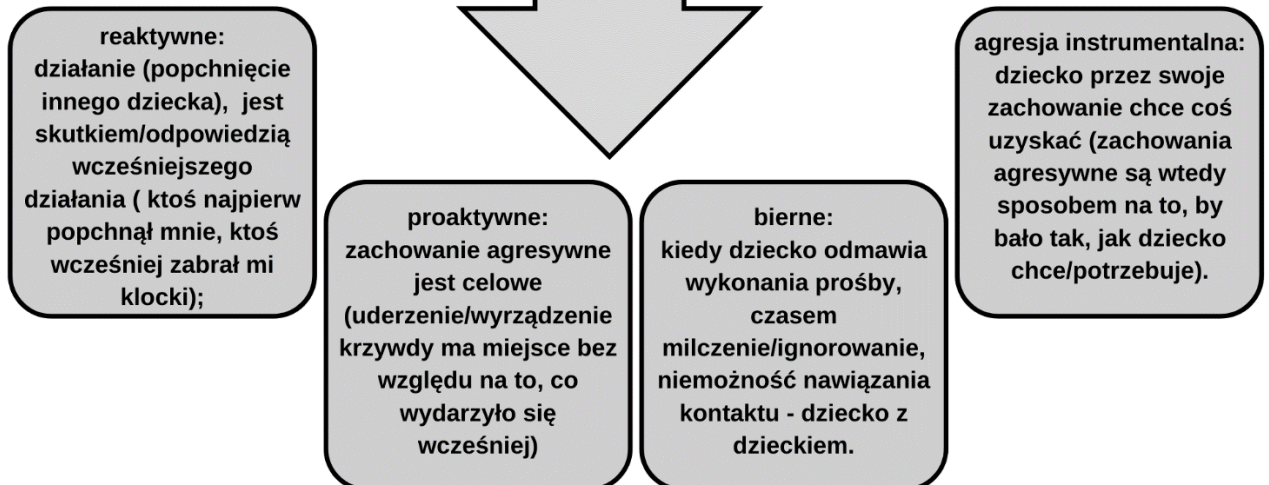 reaktywne:
działanie (popchnięcie
innego dziecka), jest
skutkiem/odpowiedzią
wcześniejszego
działania ( ktoś najpierw
popchnął mnie, ktoś
wcześniej zabrał mi
klocki);
proaktywne:
zachowanie agresywne
jest celowe
(uderzenie/wyrządzenie
krzywdy ma miejsce bez
względu na to, co
wydarzyło się
wcześniej)
bierne:
kiedy dziecko odmawia
wykonania prośby,
czasem
milczenie/ignorowanie,
niemożność nawiązania
kontaktu - dziecko z
dzieckiem.
agresja instrumentalna:
dziecko przez swoje
zachowanie chce coś
uzyskać (zachowania
agresywne są wtedy
sposobem na to, by
bało tak, jak dziecko
chce/potrzebuje).